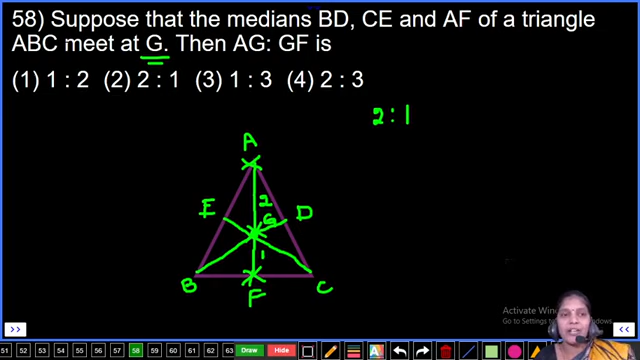 58) Suppose that the medians BD, CE and AF of a triangle
ABC meet at G. Then AG: GF is
(1) 1 : 2 (2) 2 : 1 (3) 1 : 3 (4) 2 : 3
2 : 1
A
E
2
G
D
1
B
F
C
Activate Windows
Go to Settings to activate Windows.
>>
>>
51 52 53 54 55 56 57 58 59 60 61 62 63 Draw Hide